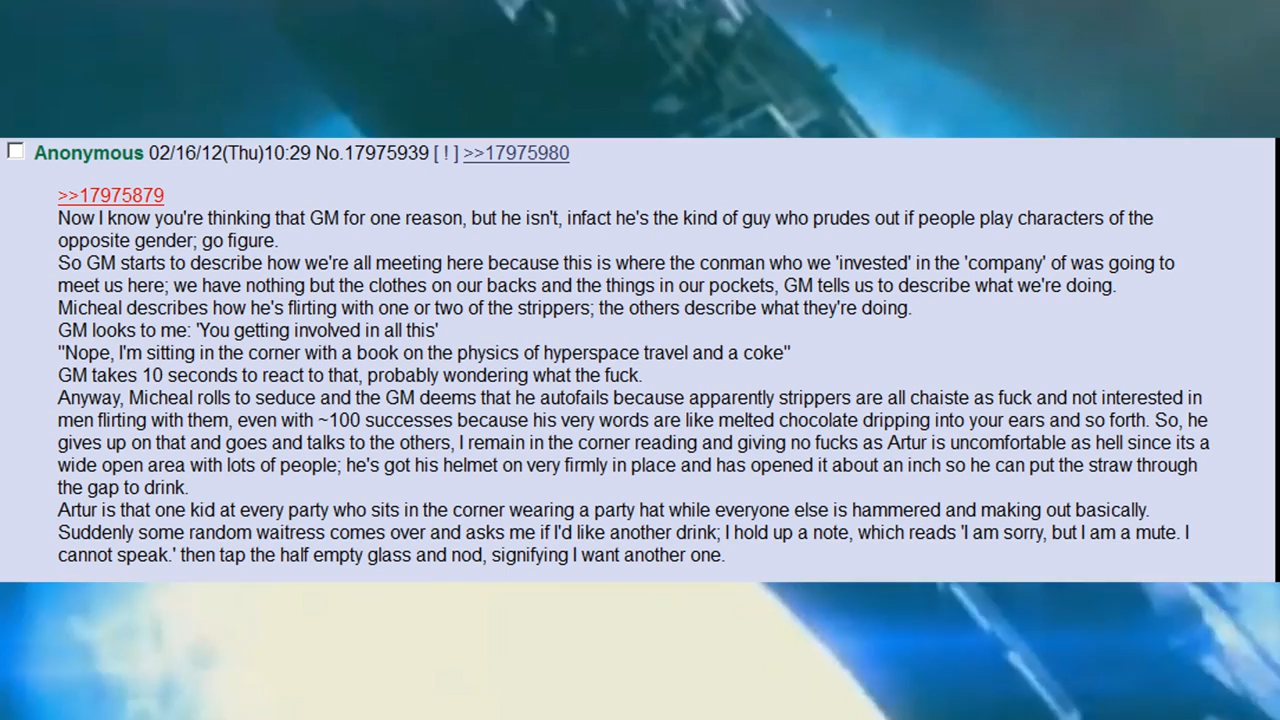 Anonymous 02/16/12(Thu)10:29 No.17975939 [ ! ] >>17975980
>>17975879
Now I know you're thinking that GM for one reason, but he isn't, infact he's the kind of guy who prudes out if people play characters of the
opposite gender; go figure.
So GM starts to describe how we're all meeting here because this is where the conman who we 'invested' in the 'company' of was going to
meet us here; we have nothing but the clothes on our backs and the things in our pockets, GM tells us to describe what we're doing.
Micheal describes how he's flirting with one or two of the strippers; the others describe what they're doing.
GM looks to me: 'You getting involved in all this'
"Nope, I'm sitting in the corner with a book on the physics of hyperspace travel and a coke"
GM takes 10 seconds to react to that, probably wondering what the fuck.
Anyway, Micheal rolls to seduce and the GM deems that he autofails because apparently strippers are all chaiste as fuck and not interested in
men flirting with them, even with ~100 successes because his very words are like melted chocolate dripping into your ears and so forth. So, he
gives up on that and goes and talks to the others, I remain in the corner reading and giving no fucks as Artur is uncomfortable as hell since its a
wide open area with lots of people; he's got his helmet on very firmly in place and has opened it about an inch so he can put the straw through
the gap to drink.
Artur is that one kid at every party who sits in the corner wearing a party hat while everyone else is hammered and making out basically.
Suddenly some random waitress comes over and asks me if I'd like another drink; I hold up a note, which reads 'I am sorry, but I am a mute. I
cannot speak.' then tap the half empty glass and nod, signifying I want another one.